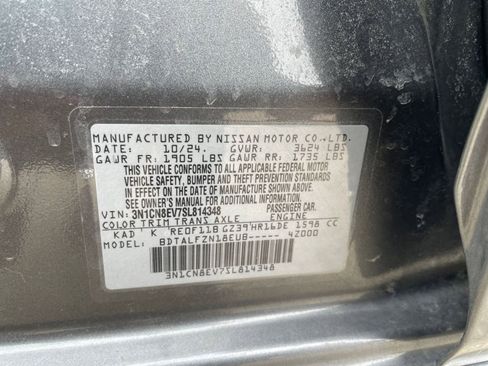 MANUFACTURED BY NISSAN MOTOR CO.,LTD.
DATE: 10/24. GVWR: 3624 LBS
GAWR FR: 1905 LBS GAWR RR: 1735 LBS
THIS VEHICLE CONFORMS TO ALL APPLICABLE FEDERAL MOTOR
VEHICLE SAFETY, BUMPER AND THEFT PREVENTION STANDARDS IN
EFFECT ON THE DATE OF MANUFACTURE SHOWN ABOVE.
SEE OWNER'S MANUAL FOR ADDITIONAL INFORMATION
VIN: 3N1CN8EV7SL814348 PASSENGER CAR.
COLOR TRIM TRANS AXLE ENGINE
KAD K RE0F11B GZ39 HR16DE 1598 CC
MODEL: BDTALFZN18EUB----- 42000
3N1CN8EV7SL814348